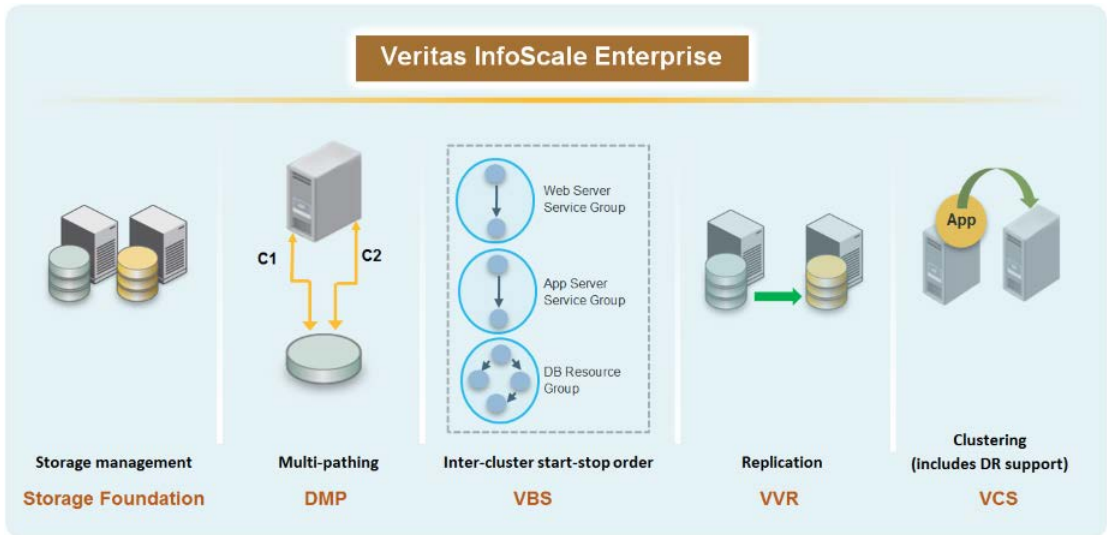 Veritas InfoScale Enterprise
C1
C2
Web Server
Service Group
App Server
Service Group
DB Resource
Group
App
Storage management
Multi-pathing
Inter-cluster start-stop order
Replication
Clustering
(includes DR support)
Storage Foundation
DMP
VBS
VVR
VCS